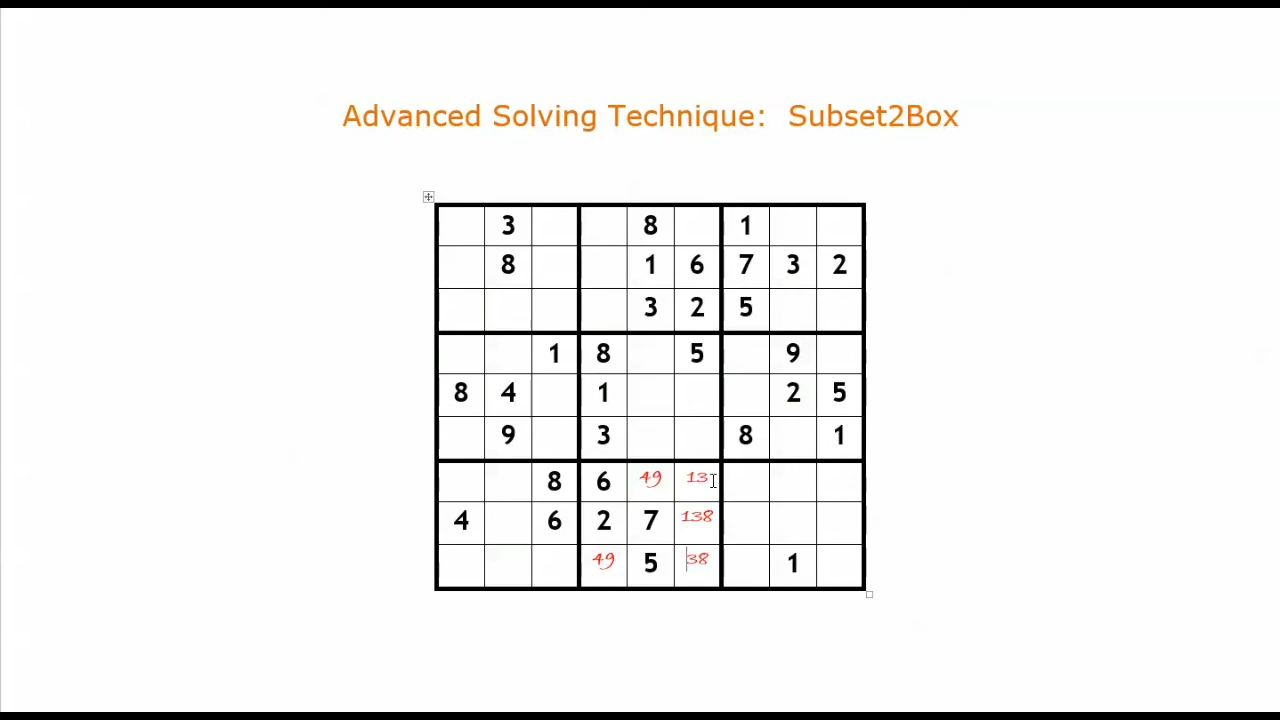 Advanced Solving Technique: Subset2Box
3 8 1
8 1 6 7 3 2
3 2 5
1 8 5 9
8 4 1 2 5
9 3 8 1
8 6 49 13
4 6 2 7 138
49 5 38 1